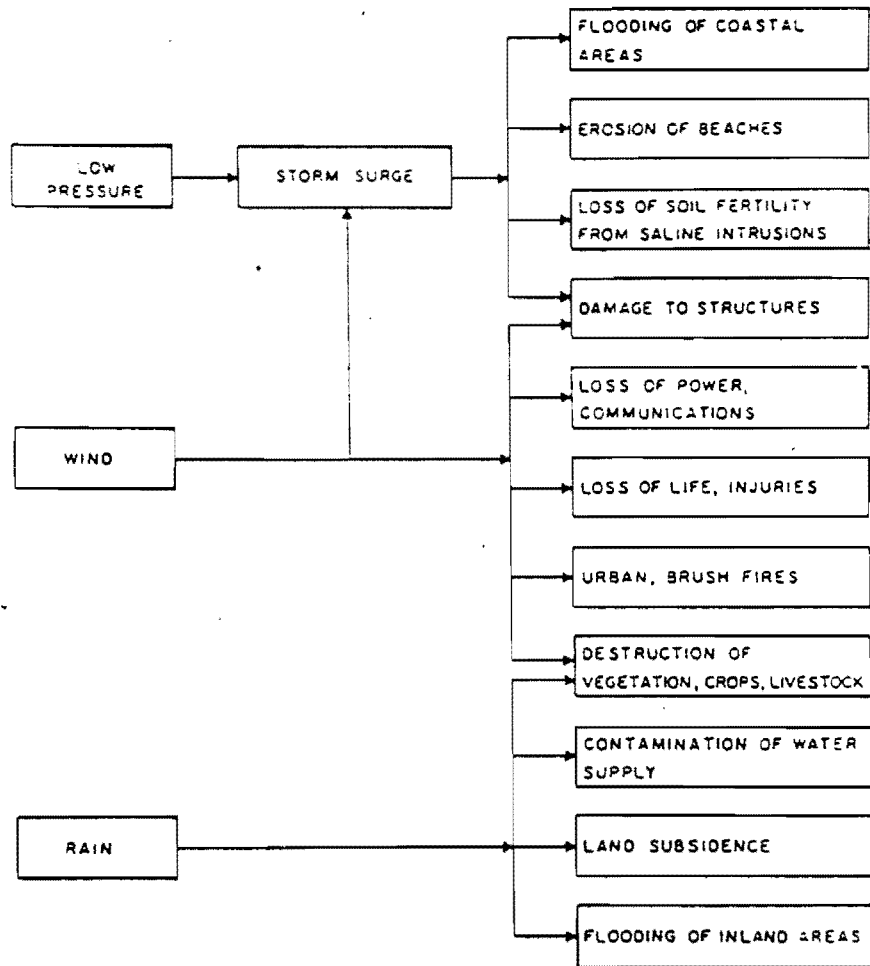 FLOODING OF COASTAL
AREAS
EROSION OF BEACHES
LOW
PRESSURE
STORM SURGE
LOSS OF SOIL FERTILITY
FROM SALINE INTRUSIONS
DAMAGE TO STRUCTURES
LOSS OF POWER,
COMMUNICATIONS
WIND
LOSS OF LIFE, INJURIES
URBAN, BRUSH FIRES
DESTRUCTION OF
VEGETATION, CROPS, LIVESTOCK
CONTAMINATION OF WATER
SUPPLY
RAIN
LAND SUBSIDENCE
FLOODING OF INLAND AREAS